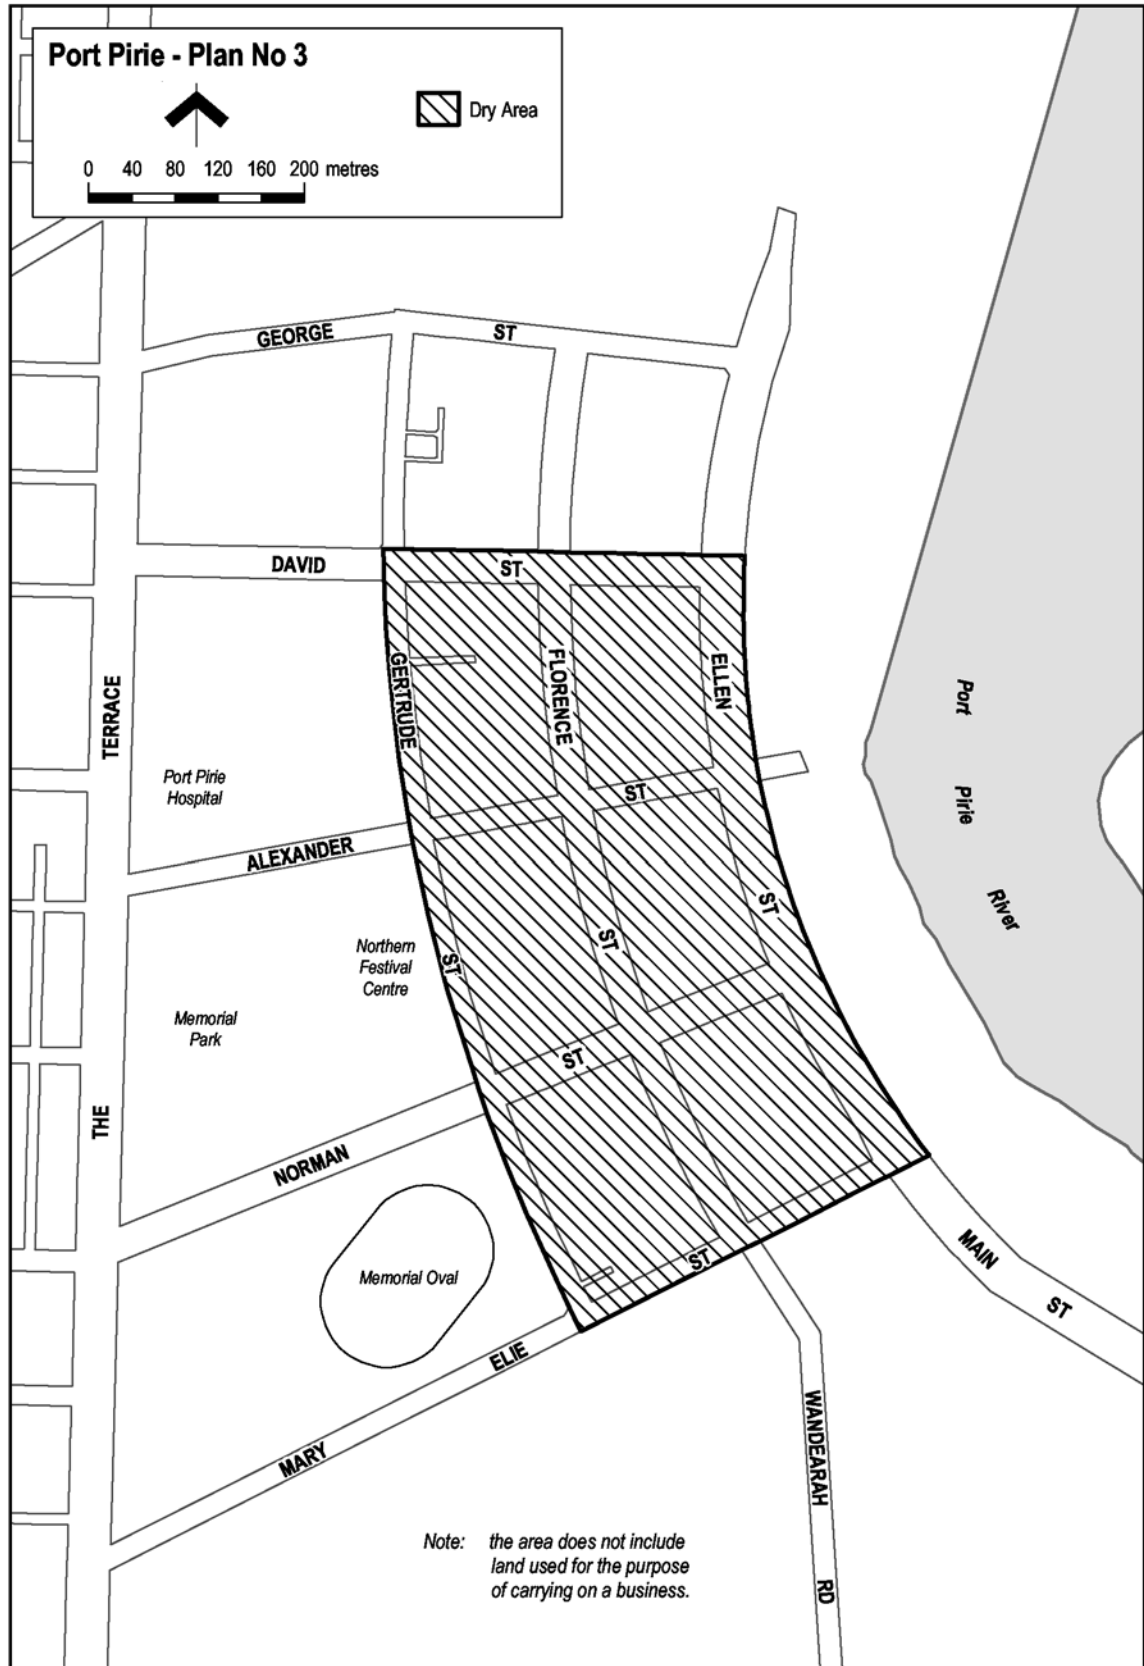 Port Pirie - Plan No 3
Dry Area
0 40 80 120 160 200 metres
GEORGE ST
DAVID ST
GERTRUDE ST
FLORENCE ST
ELLEN ST
TERRACE
THE
Port
Pirie
River
Port Pirie
Hospital
ALEXANDER ST
Northern
Festival
Centre
Memorial
Park
NORMAN ST
Memorial Oval
MAIN ST
MARY ELIE ST
WANDEARAH RD
Note: the area does not include
land used for the purpose
of carrying on a business.